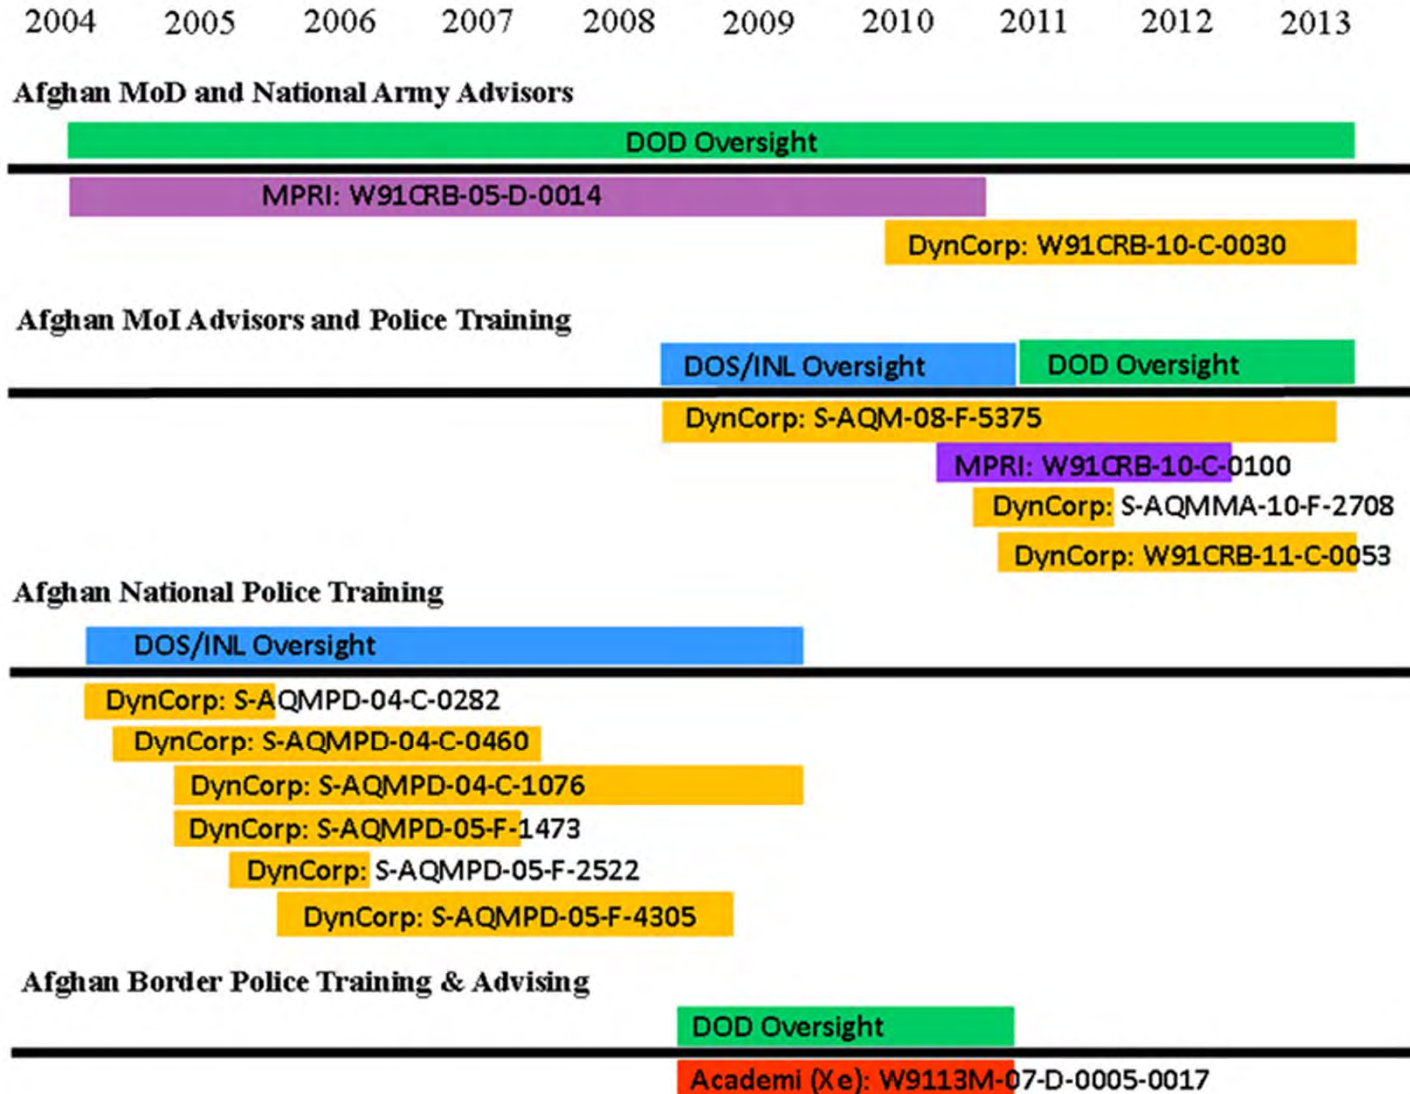 2004 2005 2006 2007 2008 2009 2010 2011 2012 2013
Afghan MoD and National Army Advisors
DOD Oversight
MPRI: W91CRB-05-D-0014
DynCorp: W91CRB-10-C-0030
Afghan MoI Advisors and Police Training
DOS/INL Oversight DOD Oversight
DynCorp: S-AQM-08-F-5375
MPRI: W91CRB-10-C-0100
DynCorp: S-AQMMA-10-F-2708
DynCorp: W91CRB-11-C-0053
Afghan National Police Training
DOS/INL Oversight
DynCorp: S-AQMPD-04-C-0282
DynCorp: S-AQMPD-04-C-0460
DynCorp: S-AQMPD-04-C-1076
DynCorp: S-AQMPD-05-F-1473
DynCorp: S-AQMPD-05-F-2522
DynCorp: S-AQMPD-05-F-4305
Afghan Border Police Training & Advising
DOD Oversight
Academi (Xe): W9113M-07-D-0005-0017